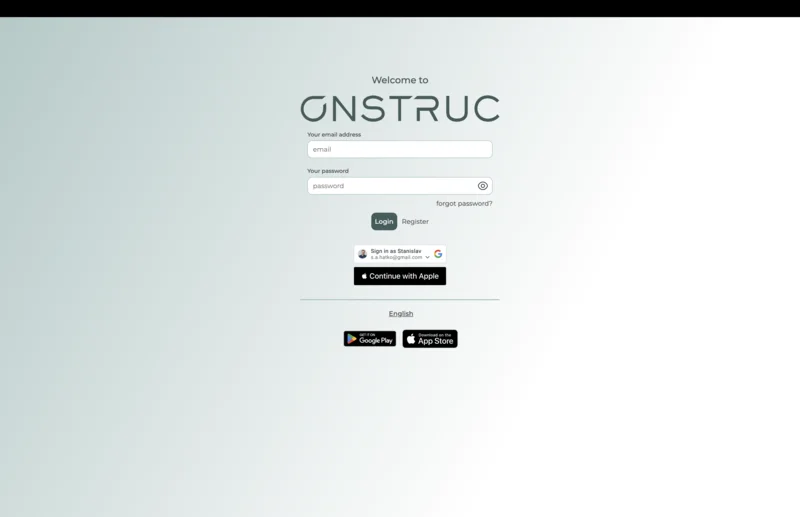 Welcome to
ONSTRUC
Your email address
email
Your password
password
forgot password?
Login Register
Sign in as Stanislav
s.a.hatko@gmail.com
Continue with Apple
English
GET IT ON
Google Play
Download on the
App Store